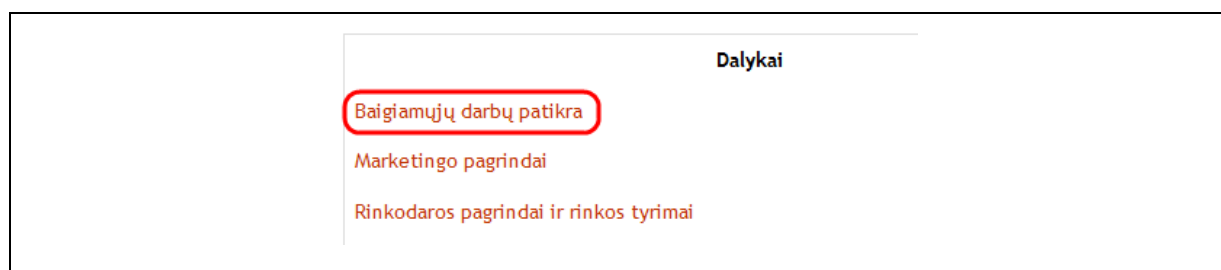 Dalykai
Baigiamųjų darbų patikra
Marketingo pagrindai
Rinkodaros pagrindai ir rinkos tyrimai